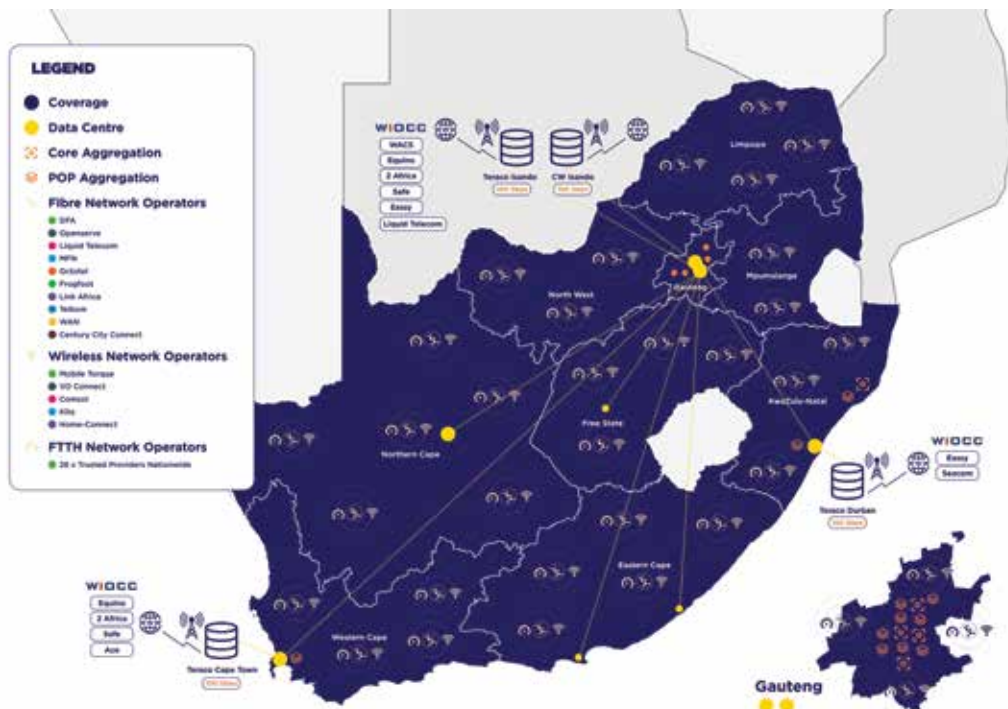 LEGEND
Coverage
Data Centre
Core Aggregation
POP Aggregation
Fibre Network Operators
DFA
Openserve
Liquid Telecom
MFN
Octotel
Frogfoot
Link Africa
Telkom
WAN
Century City Connect
Wireless Network Operators
Mobile Torque
VO Connect
Comsol
Home-Connect
FTTH Network Operators
26 x Trusted Providers Nationwide
WIOCC
WACS
Equino
2 Africa
Safe
Eassy
Liquid Telecom
Teraco Isando
CW Isando
Limpopo
North West
Gauteng
Mpumalanga
Free State
KwaZulu-Natal
Northern Cape
Eastern Cape
Western Cape
WIOCC
Eassy
Seacom
Teraco Durban
WIOCC
Equino
2 Africa
Safe
Ace
Teraco Cape Town
Gauteng